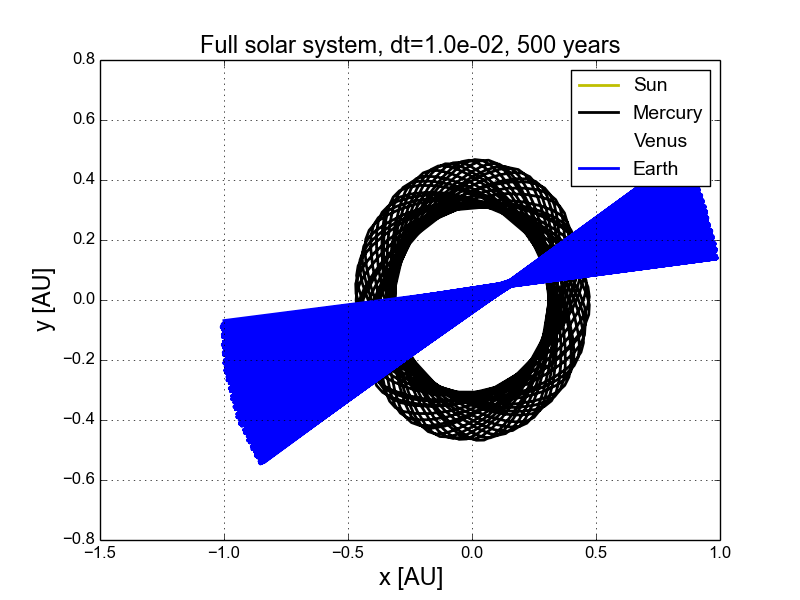 Full solar system, dt=1.0e-02, 500 years
0.8
0.6
0.4
0.2
0.0
−0.2
−0.4
−0.6
−0.8
y [AU]
Sun
Mercury
Venus
Earth
−1.5 −1.0 −0.5 0.0 0.5 1.0
x [AU]